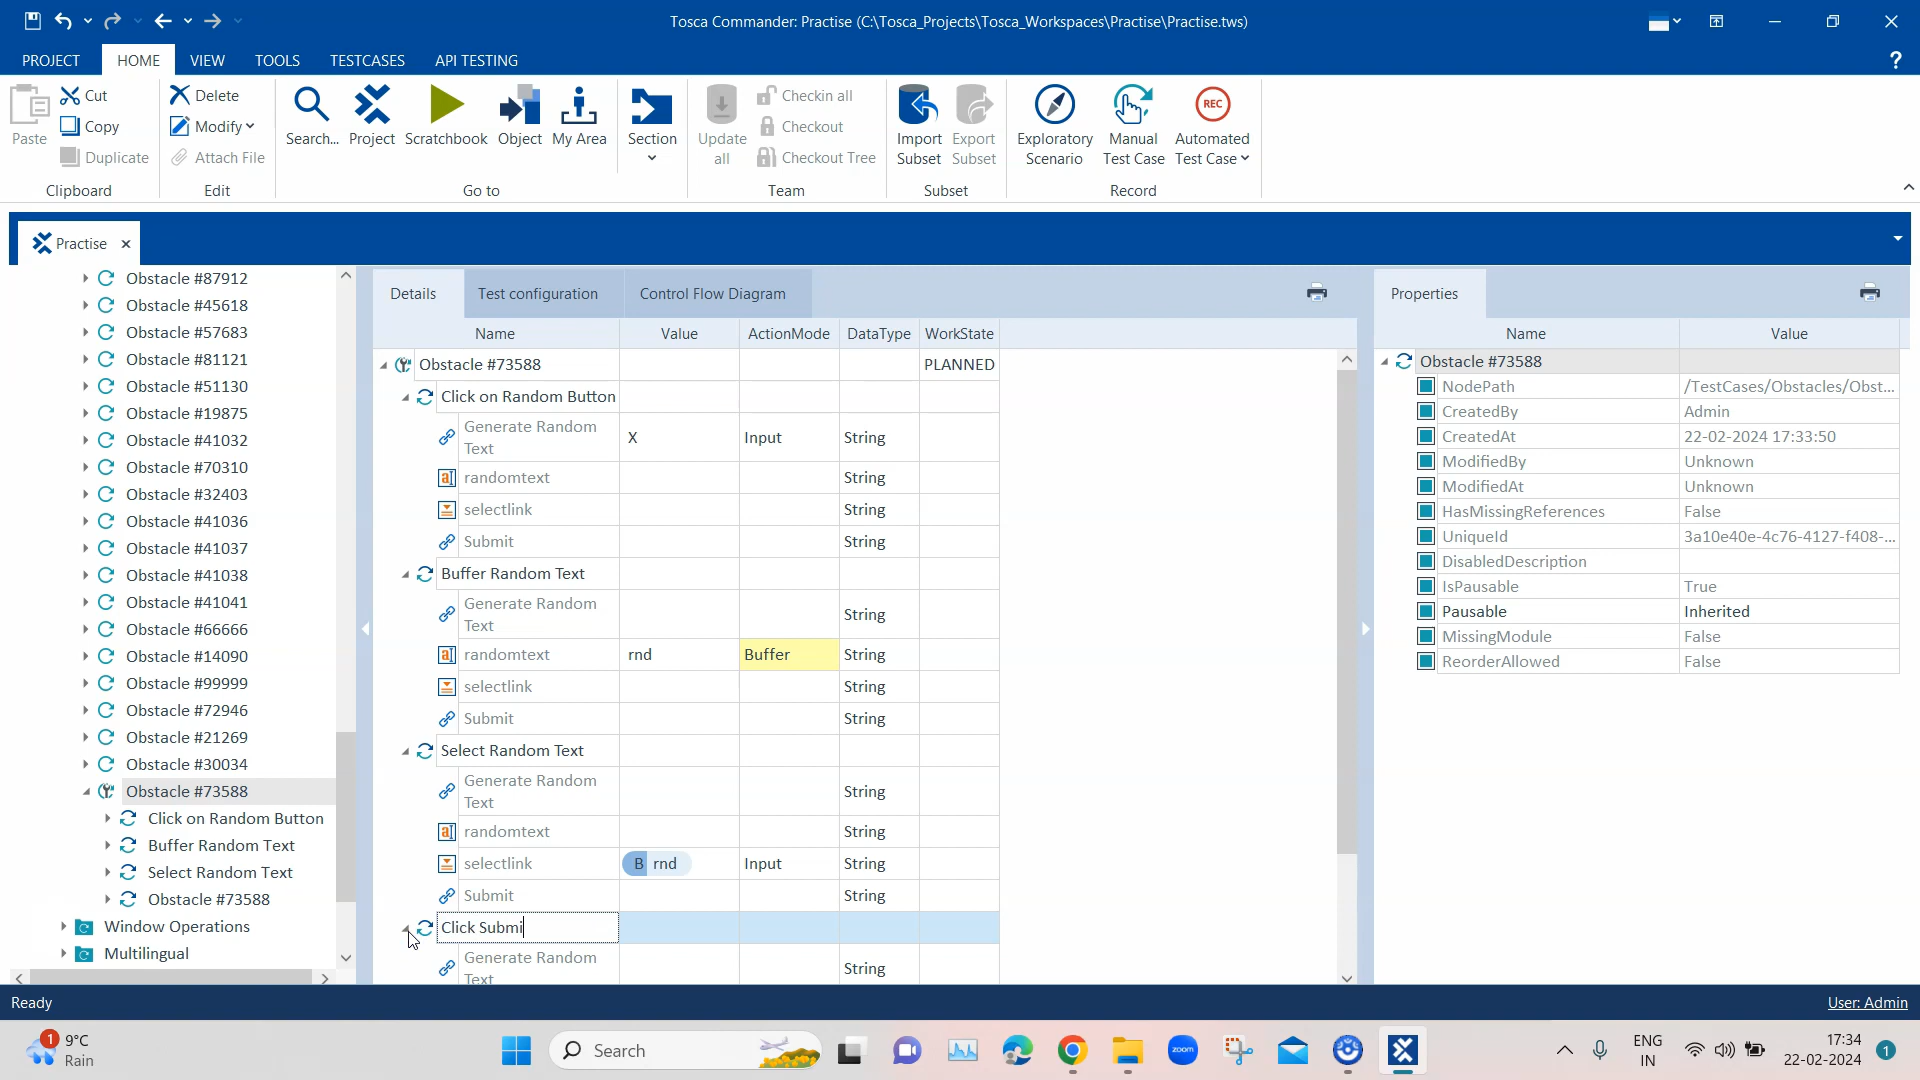 Tosca Commander: Practise (C:\Tosca_Projects\Tosca_Workspaces\Practise\Practise.tws)
PROJECT HOME VIEW TOOLS TESTCASES API TESTING ?
Paste Cut Copy Duplicate
Clipboard
Delete Modify Attach File
Edit
Search... Project Scratchbook Object My Area Section
Go to
Update all Checkin all Checkout Checkout Tree
Team
Import Subset Export Subset
Subset
Exploratory Scenario Manual Test Case REC Automated Test Case
Record
Practise
Obstacle #87912
Obstacle #45618
Obstacle #57683
Obstacle #81121
Obstacle #51130
Obstacle #19875
Obstacle #41032
Obstacle #70310
Obstacle #32403
Obstacle #41036
Obstacle #41037
Obstacle #41038
Obstacle #41041
Obstacle #66666
Obstacle #14090
Obstacle #99999
Obstacle #72946
Obstacle #21269
Obstacle #30034
Obstacle #73588
Click on Random Button
Buffer Random Text
Select Random Text
Obstacle #73588
Window Operations
Multilingual
Details Test configuration Control Flow Diagram
Name Value ActionMode DataType WorkState
Obstacle #73588 PLANNED
Click on Random Button
Generate Random Text X Input String
randomtext String
selectlink String
Submit String
Buffer Random Text
Generate Random Text String
randomtext rnd Buffer String
selectlink String
Submit String
Select Random Text
Generate Random Text String
randomtext String
selectlink B rnd Input String
Submit String
Click Submi
Generate Random Text String
Properties
Name Value
Obstacle #73588
NodePath /TestCases/Obstacles/Obst...
CreatedBy Admin
CreatedAt 22-02-2024 17:33:50
ModifiedBy Unknown
ModifiedAt Unknown
HasMissingReferences False
UniqueId 3a10e40e-4c76-4127-f408-...
DisabledDescription
IsPausable True
Pausable Inherited
MissingModule False
ReorderAllowed False
Ready User: Admin
1 9°C
Rain
Search
zoom
ENG
IN
17:34
22-02-2024
1